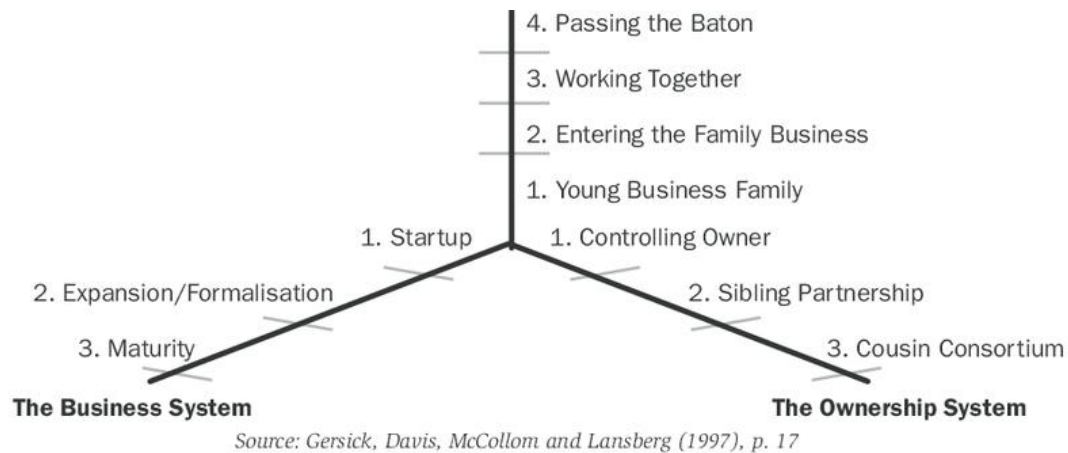 4. Passing the Baton
3. Working Together
2. Entering the Family Business
1. Young Business Family
1. Startup
1. Controlling Owner
2. Expansion/Formalisation
2. Sibling Partnership
3. Maturity
3. Cousin Consortium
The Business System
The Ownership System
Source: Gersick, Davis, McCollom and Lansberg (1997), p. 17